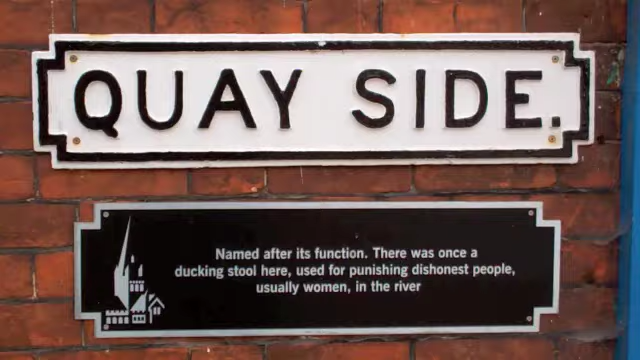 QUAY SIDE.
Named after its function. There was once a
ducking stool here, used for punishing dishonest people,
usually women, in the river